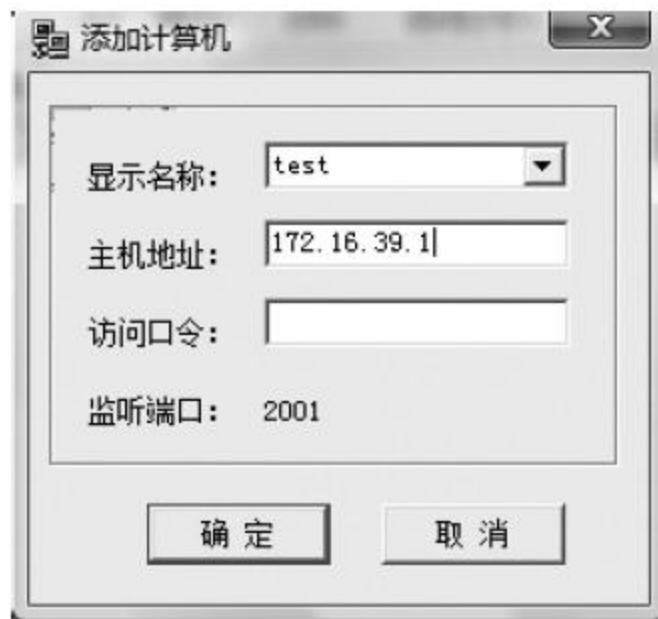 添加计算机
显示名称： test
主机地址： 172.16.39.1
访问口令：
监听端口： 2001
确 定 取 消